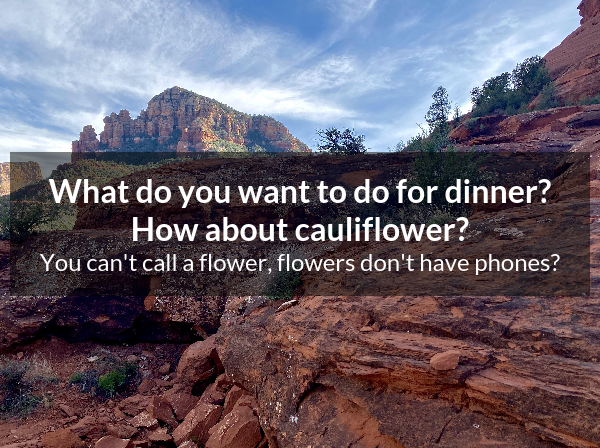 What do you want to do for dinner?
How about cauliflower?
You can't call a flower, flowers don't have phones?